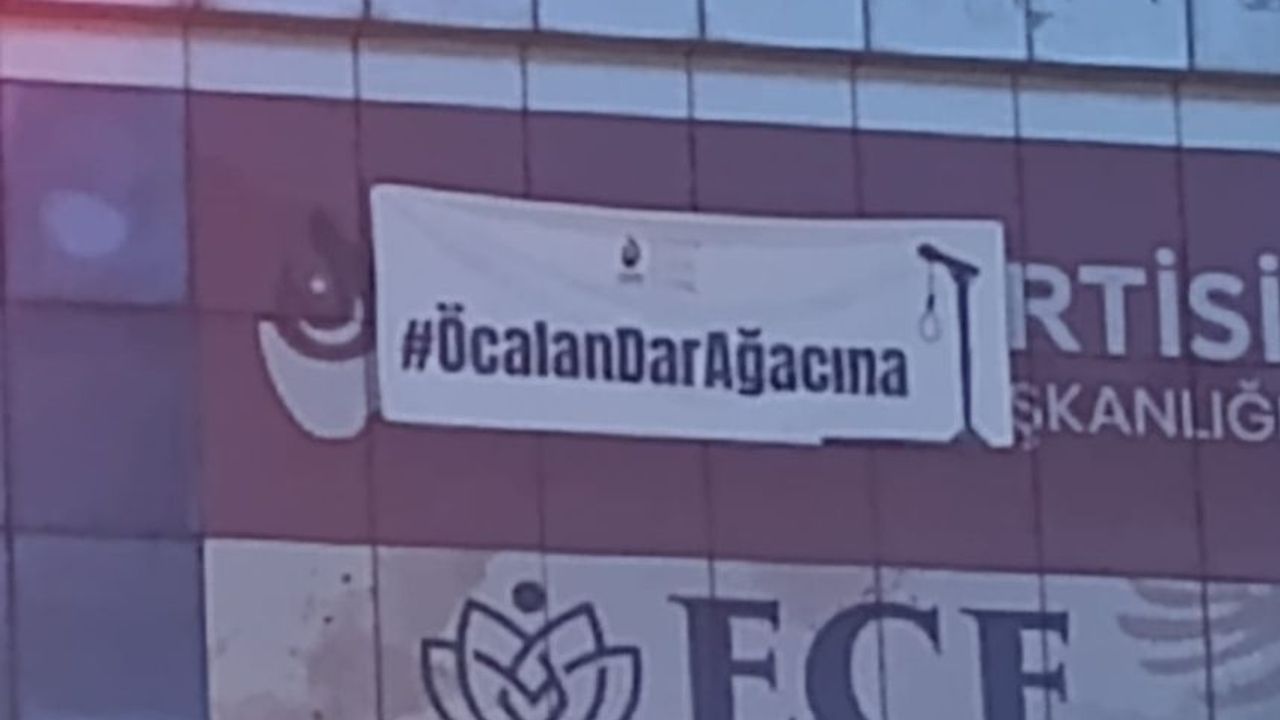 #ÖcalanDarAğacına
RTİSİ
ŞKANLIĞ
ECE